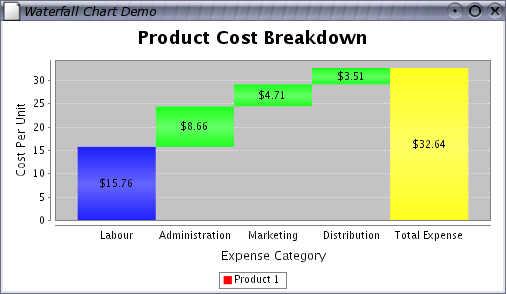 Waterfall Chart Demo
Product Cost Breakdown
Cost Per Unit
30
25
20
15
10
5
0
$15.76
$8.66
$4.71
$3.51
$32.64
Labour Administration Marketing Distribution Total Expense
Expense Category
Product 1